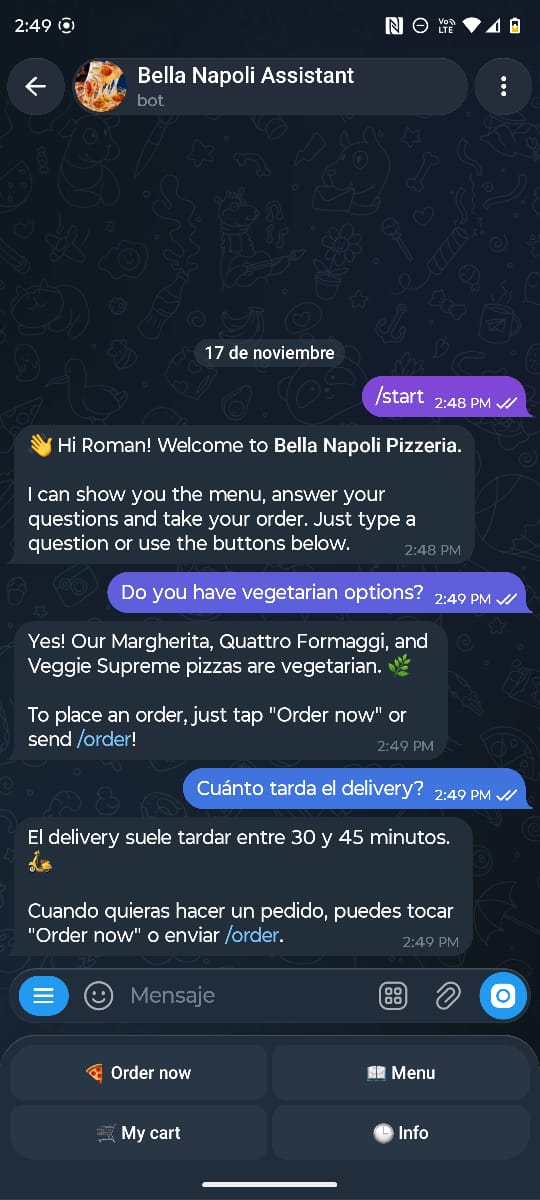 2:49
Vo))
LTE
Bella Napoli Assistant
bot
17 de noviembre
/start 2:48 PM
👋 Hi Roman! Welcome to Bella Napoli Pizzeria.
I can show you the menu, answer your
questions and take your order. Just type a
question or use the buttons below. 2:48 PM
Do you have vegetarian options? 2:49 PM
Yes! Our Margherita, Quattro Formaggi, and
Veggie Supreme pizzas are vegetarian. 🌿
To place an order, just tap "Order now" or
send /order! 2:49 PM
Cuánto tarda el delivery? 2:49 PM
El delivery suele tardar entre 30 y 45 minutos.
🛵
Cuando quieras hacer un pedido, puedes tocar
"Order now" o enviar /order. 2:49 PM
Mensaje
🍕 Order now
📖 Menu
🛒 My cart
🕒 Info